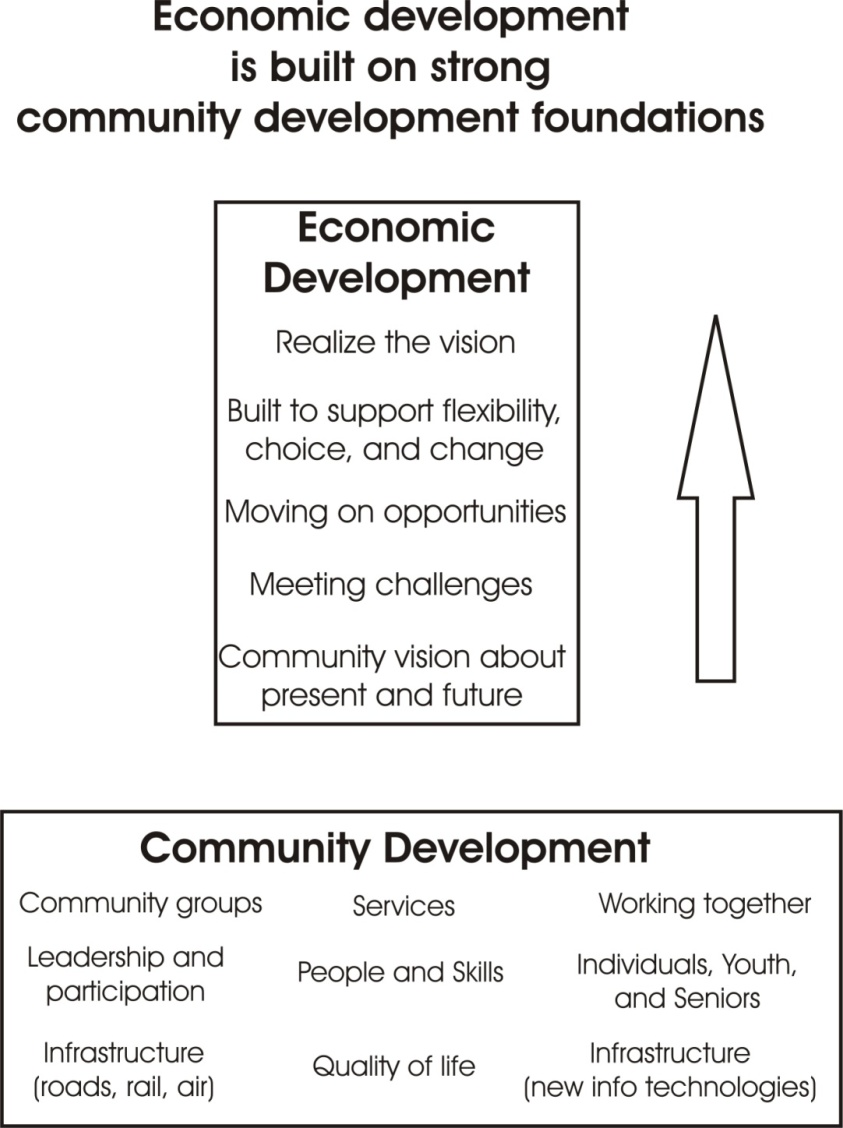 Economic development
is built on strong
community development foundations
Economic
Development
Realize the vision
Built to support flexibility,
choice, and change
Moving on opportunities
Meeting challenges
Community vision about
present and future
Community Development
Community groups
Services
Working together
Leadership and
participation
People and Skills
Individuals, Youth,
and Seniors
Infrastructure
(roads, rail, air)
Quality of life
Infrastructure
(new info technologies)